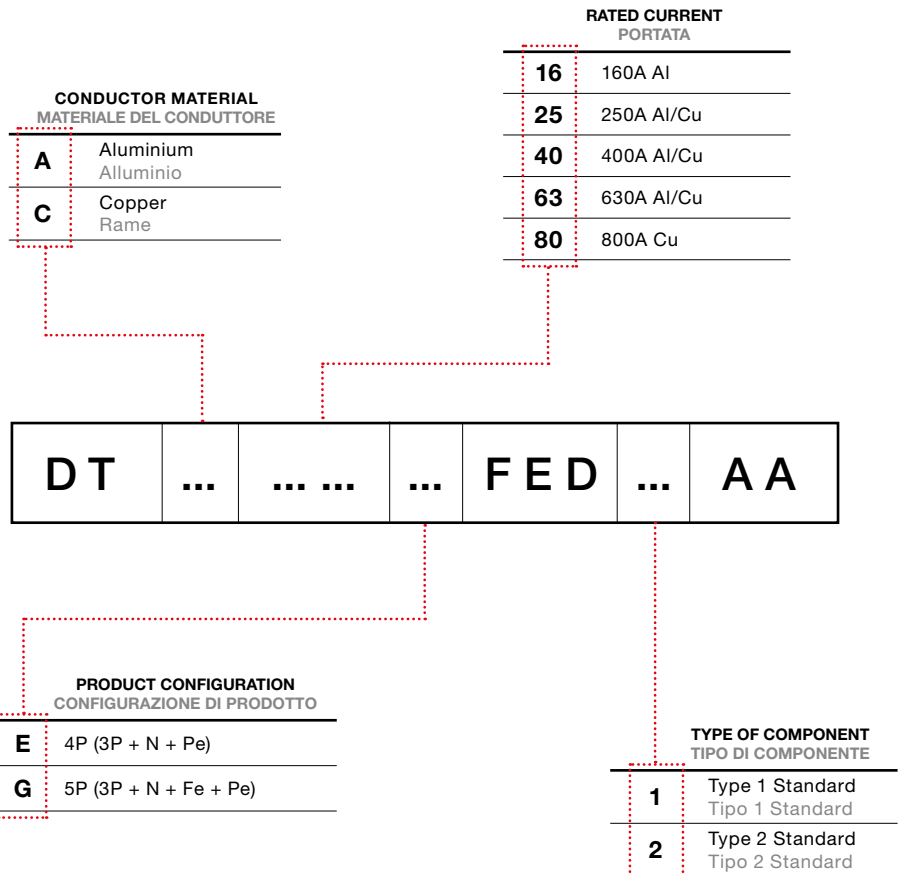 RATED CURRENT
PORTATA
16 160A Al
25 250A Al/Cu
40 400A Al/Cu
63 630A Al/Cu
80 800A Cu
CONDUCTOR MATERIAL
MATERIALE DEL CONDUTTORE
A Aluminium
Alluminio
C Copper
Rame
DT ... ... ... ... FED ... AA
PRODUCT CONFIGURATION
CONFIGURAZIONE DI PRODOTTO
E 4P (3P + N + Pe)
G 5P (3P + N + Fe + Pe)
TYPE OF COMPONENT
TIPO DI COMPONENTE
1 Type 1 Standard
Tipo 1 Standard
2 Type 2 Standard
Tipo 2 Standard